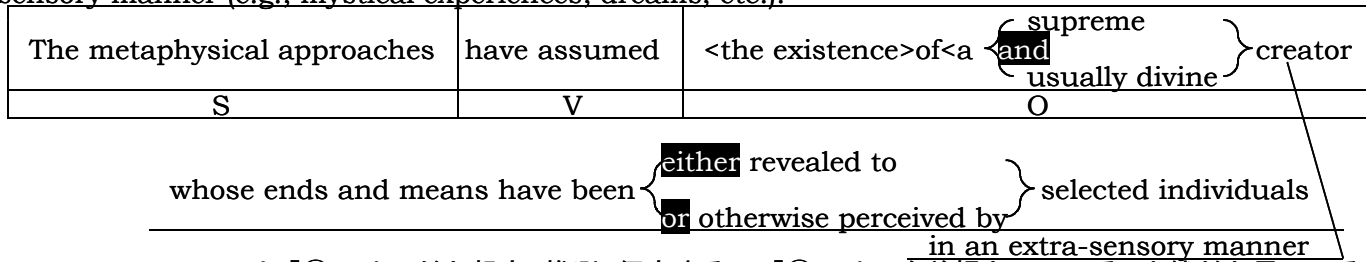 sensory manner (e.g., mystical experiences, dreams, etc.).
supreme
The metaphysical approaches have assumed <the existence>of<a <and creator
usually divine
S V O
either revealed to
whose ends and means have been selected individuals
or otherwise perceived by
in an extra-sensory manner